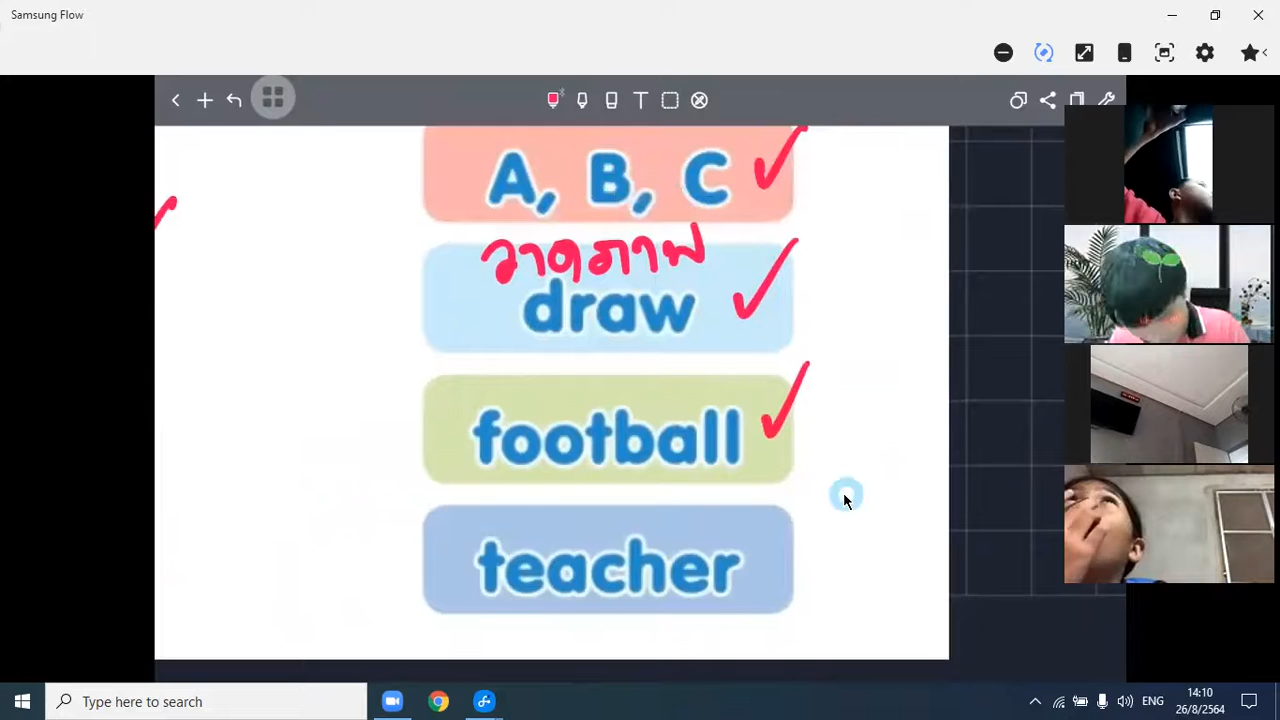 Samsung Flow
A, B, C
วาดภาพ
draw
football
teacher
Type here to search
ENG
14:10
26/8/2564